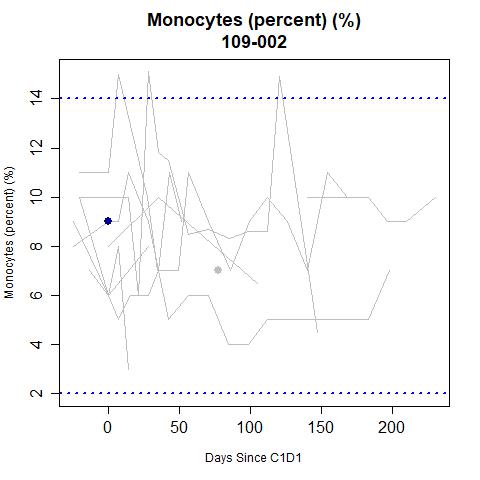 Monocytes (percent) (%)
109-002
Monocytes (percent) (%)
14
12
10
8
6
4
2
0 50 100 150 200
Days Since C1D1